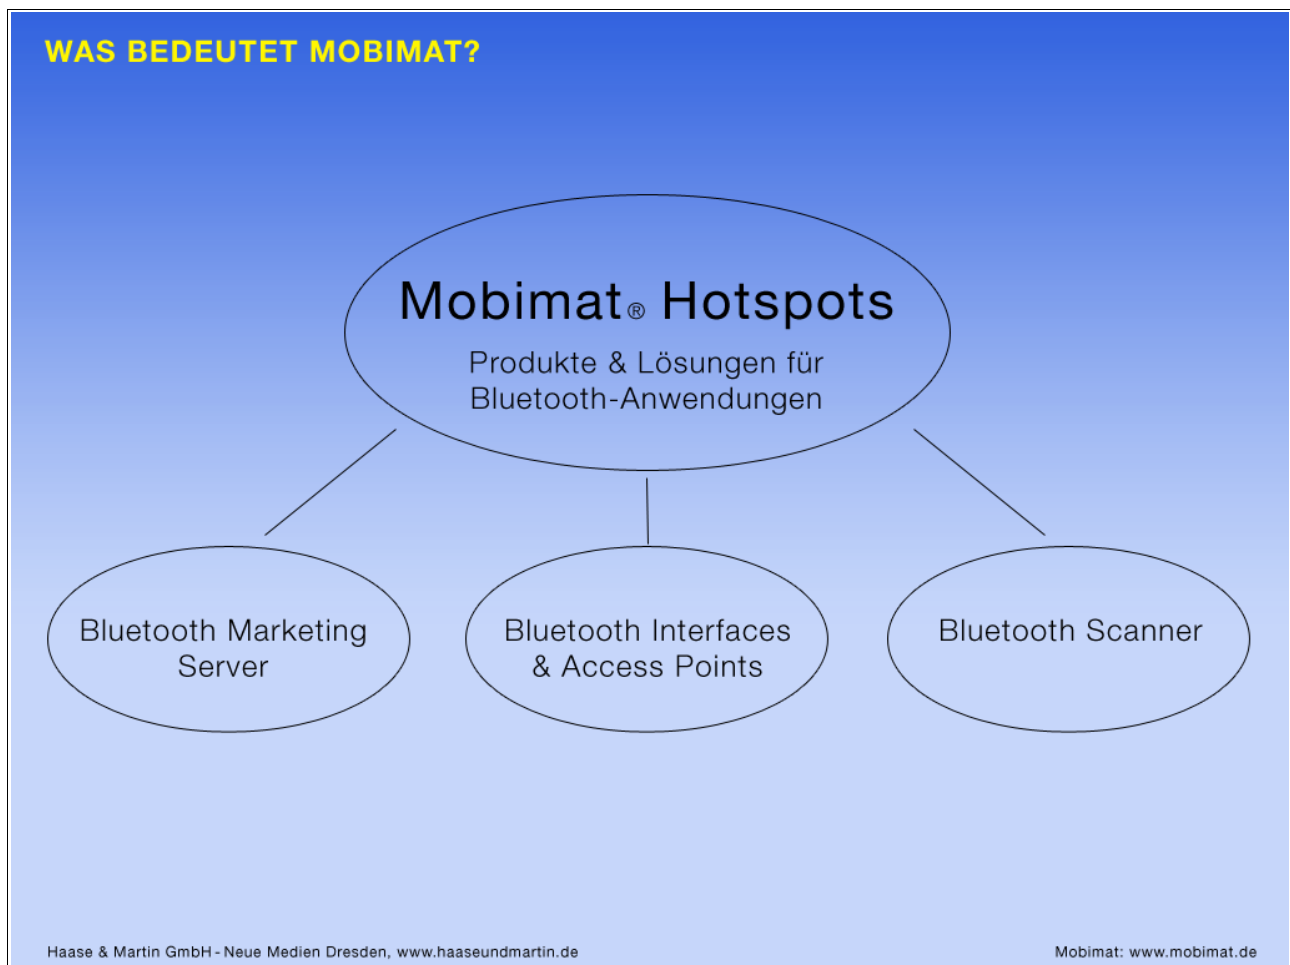 WAS BEDEUTET MOBIMAT?
Mobimat® Hotspots
Produkte & Lösungen für
Bluetooth-Anwendungen
Bluetooth Marketing
Server
Bluetooth Interfaces
& Access Points
Bluetooth Scanner
Haase & Martin GmbH - Neue Medien Dresden, www.haaseundmartin.de
Mobimat: www.mobimat.de